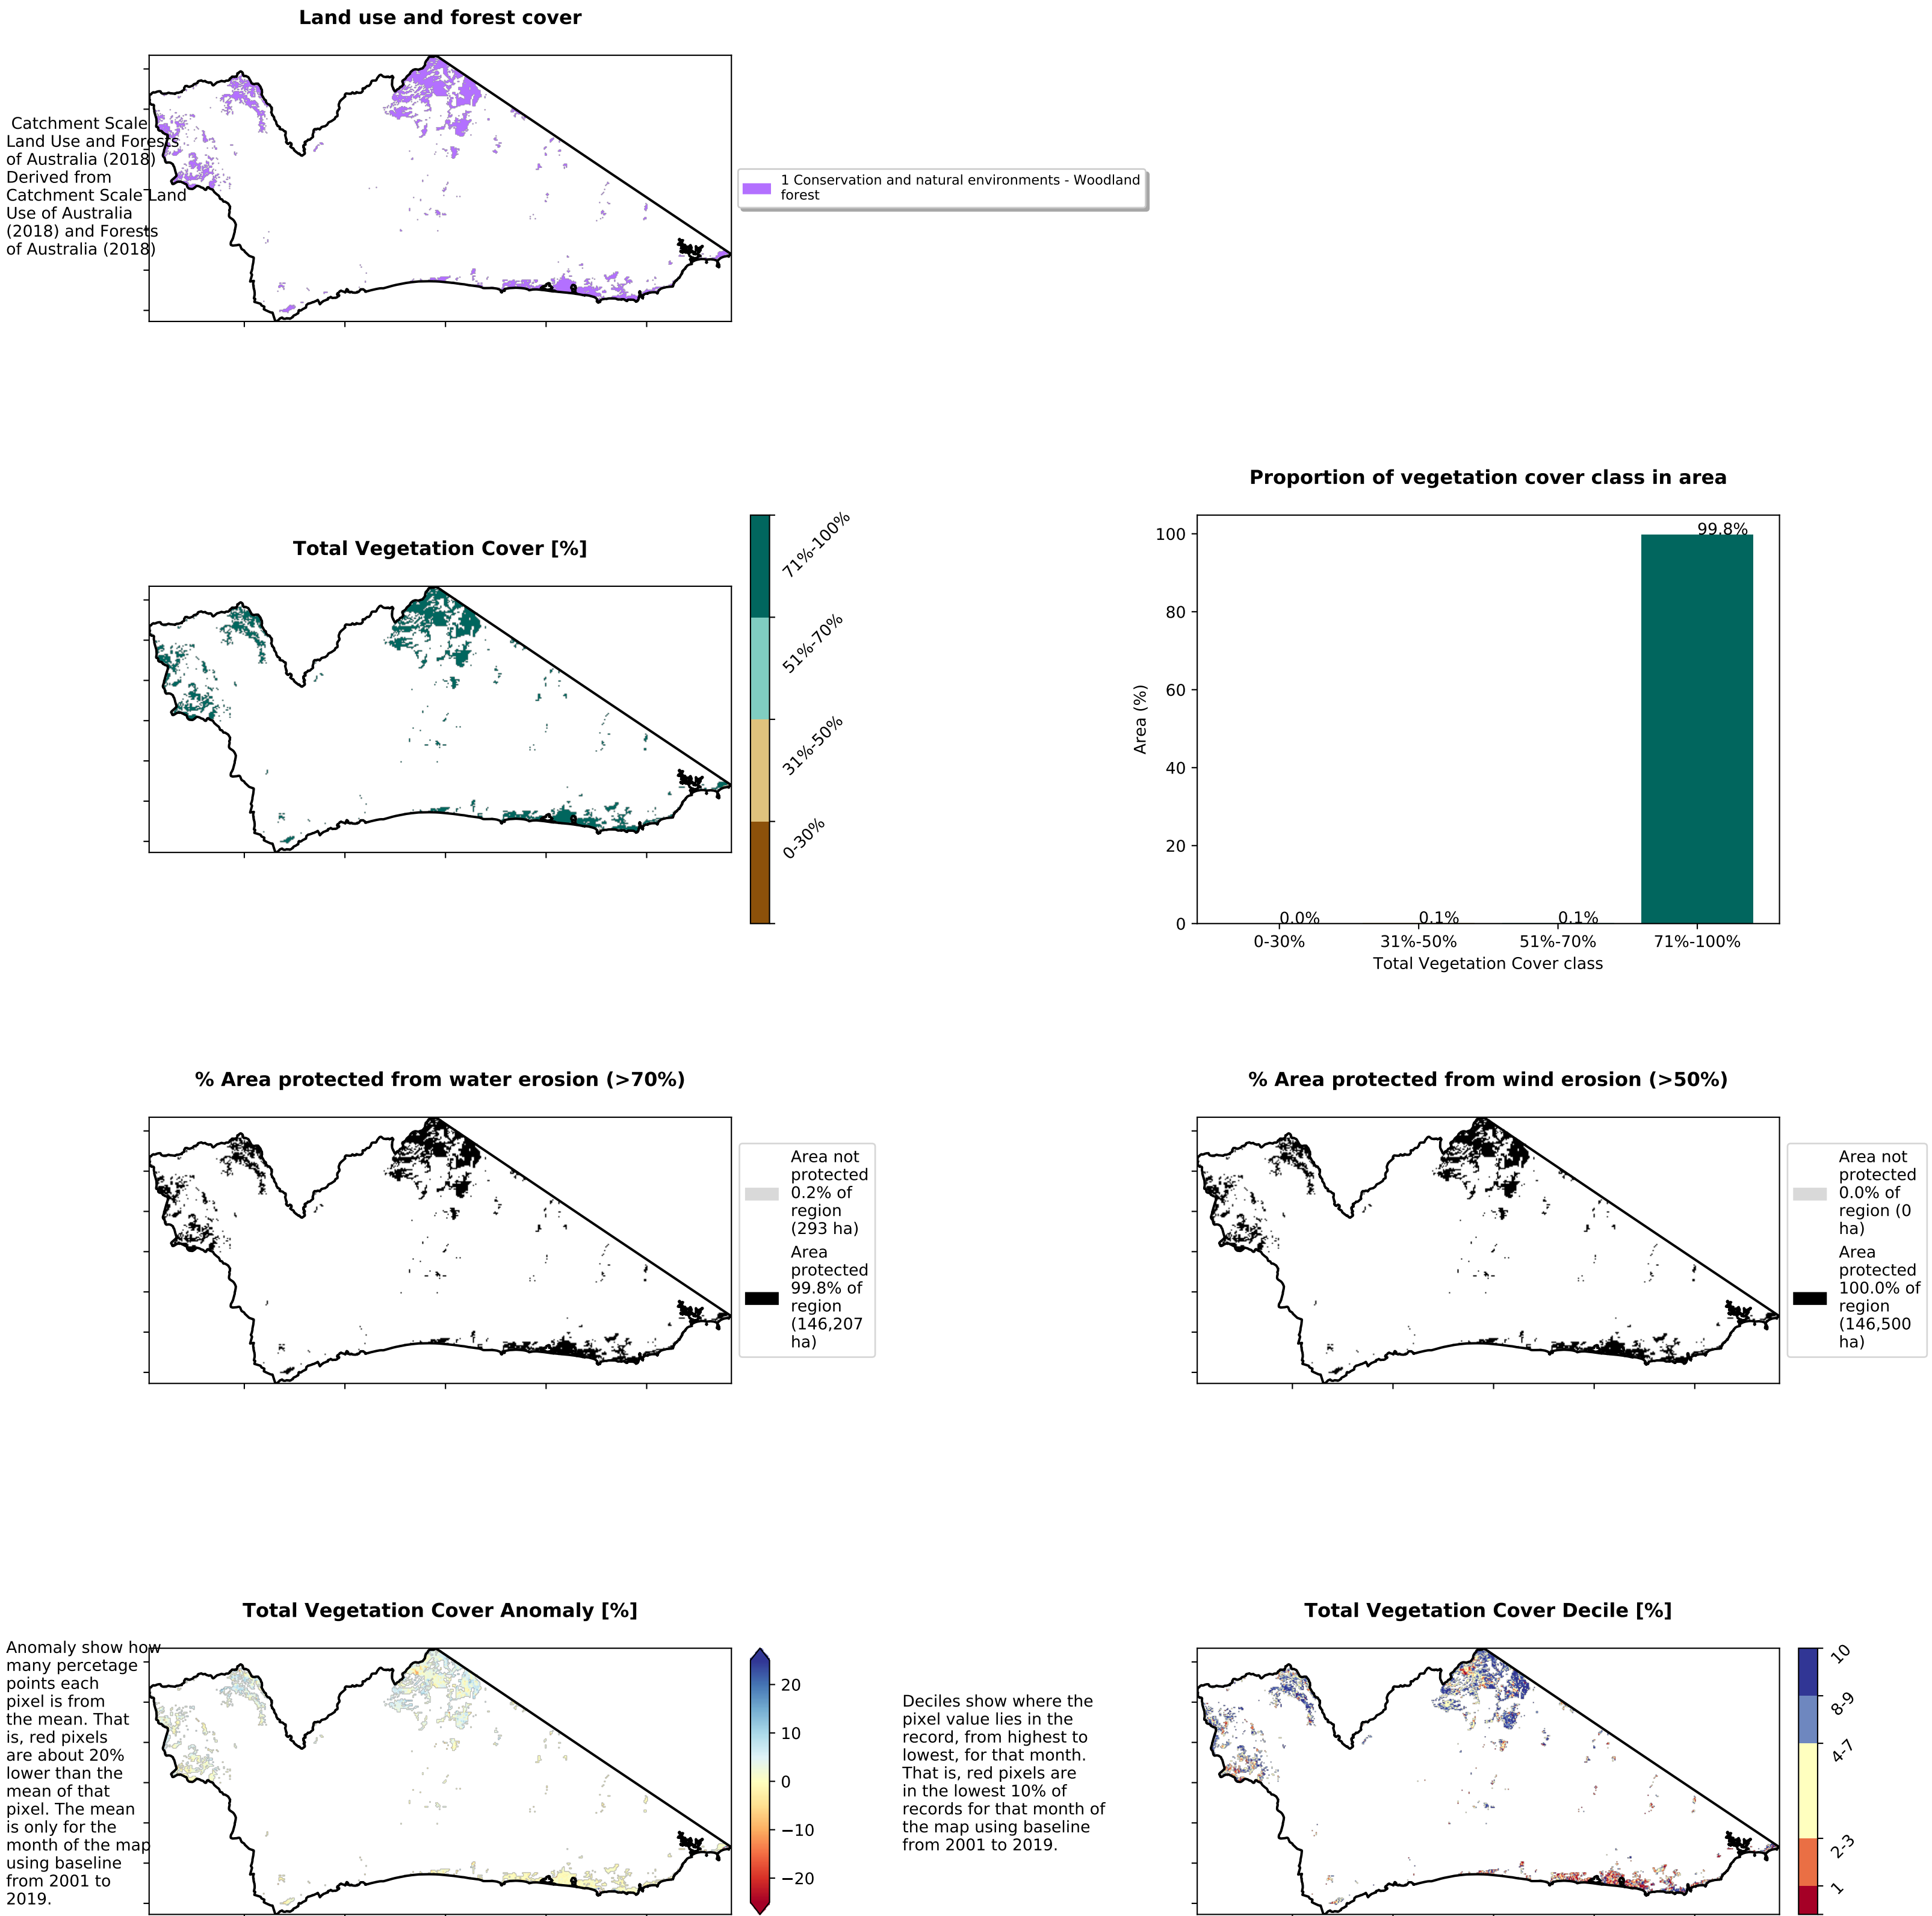 Land use and forest cover
Catchment Scale
Land Use and Forests
of Australia (2018)
Derived from
Catchment Scale Land
Use of Australia
(2018) and Forests
of Australia (2018)
1 Conservation and natural environments - Woodland
forest
Total Vegetation Cover [%]
71%-100%
51%-70%
31%-50%
0-30%
Proportion of vegetation cover class in area
100
80
60
40
20
0
Area (%)
0.0%
0.1%
0.1%
99.8%
0-30%
31%-50%
51%-70%
71%-100%
Total Vegetation Cover class
% Area protected from water erosion (>70%)
Area not
protected
0.2% of
region
(293 ha)
Area
protected
99.8% of
region
(146,207
ha)
% Area protected from wind erosion (>50%)
Area not
protected
0.0% of
region (0
ha)
Area
protected
100.0% of
region
(146,500
ha)
Total Vegetation Cover Anomaly [%]
Anomaly show how
many percetage
points each
pixel is from
the mean. That
is, red pixels
are about 20%
lower than the
mean of that
pixel. The mean
is only for the
month of the map
using baseline
from 2001 to
2019.
20
10
0
−10
−20
Total Vegetation Cover Decile [%]
Deciles show where the
pixel value lies in the
record, from highest to
lowest, for that month.
That is, red pixels are
in the lowest 10% of
records for that month of
the map using baseline
from 2001 to 2019.
10
8-9
4-7
2-3
1